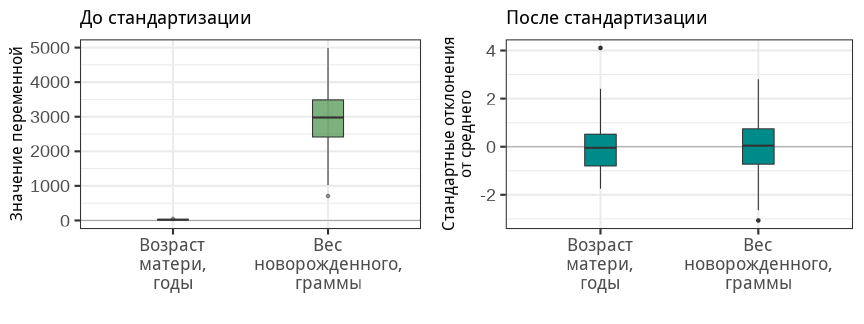 До стандартизации
Значение переменной
5000
4000
3000
2000
1000
0
Возраст
матери,
годы
Вес
новорожденного,
граммы
После стандартизации
Стандартные отклонения
от среднего
4
2
0
-2
Возраст
матери,
годы
Вес
новорожденного,
граммы